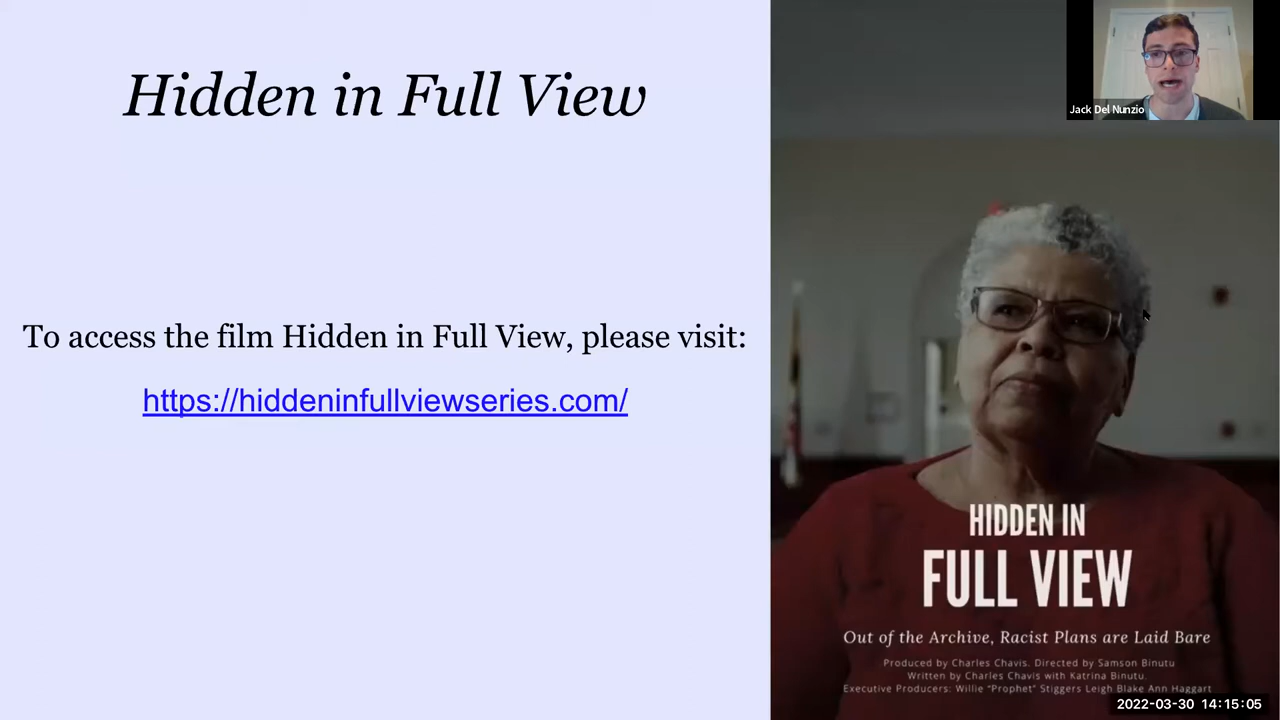 Hidden in Full View
To access the film Hidden in Full View, please visit:
https://hiddeninfullviewseries.com/
Jack Del Nunzio
HIDDEN IN
FULL VIEW
Out of the Archive, Racist Plans are Laid Bare
Produced by Charles Chavis. Directed by Samson Binutu
Written by Charles Chavis with Katrina Binutu.
Executive Producers: Willie "Prophet" Stiggers Leigh Blake Ann Haggart
2022-03-30 14:15:05